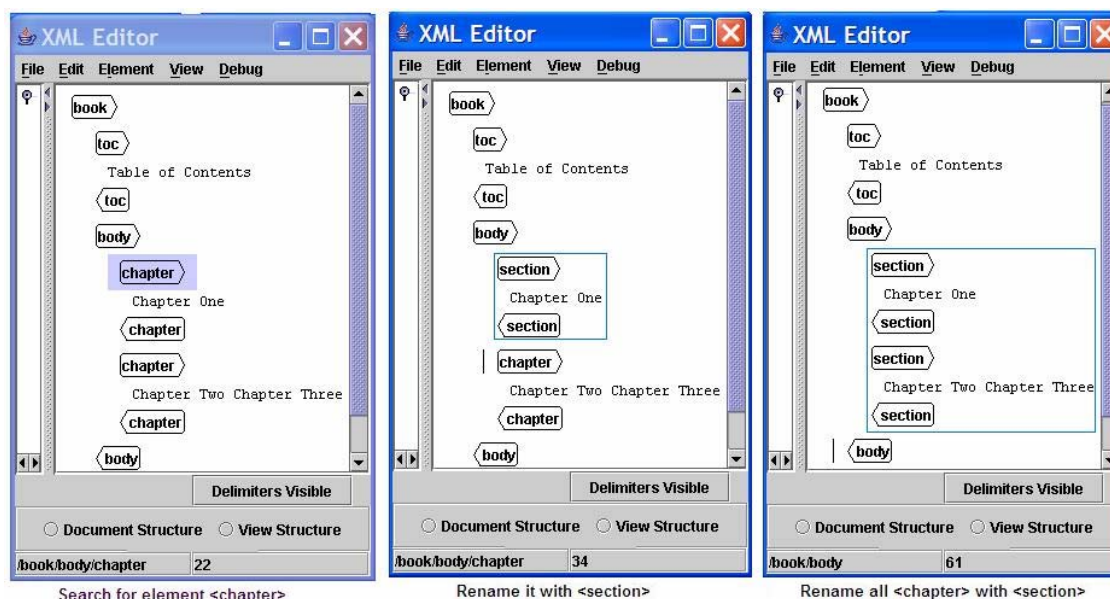 XML Editor
File Edit Element View Debug
book
toc
Table of Contents
toc
body
chapter
Chapter One
chapter
chapter
Chapter Two Chapter Three
chapter
body
Delimiters Visible
Document Structure View Structure
/book/body/chapter 22
Search for element <chapter>
XML Editor
File Edit Element View Debug
book
toc
Table of Contents
toc
body
section
Chapter One
section
chapter
Chapter Two Chapter Three
chapter
body
Delimiters Visible
Document Structure View Structure
/book/body/chapter 34
Rename it with <section>
XML Editor
File Edit Element View Debug
book
toc
Table of Contents
toc
body
section
Chapter One
section
section
Chapter Two Chapter Three
section
body
Delimiters Visible
Document Structure View Structure
/book/body 61
Rename all <chapter> with <section>